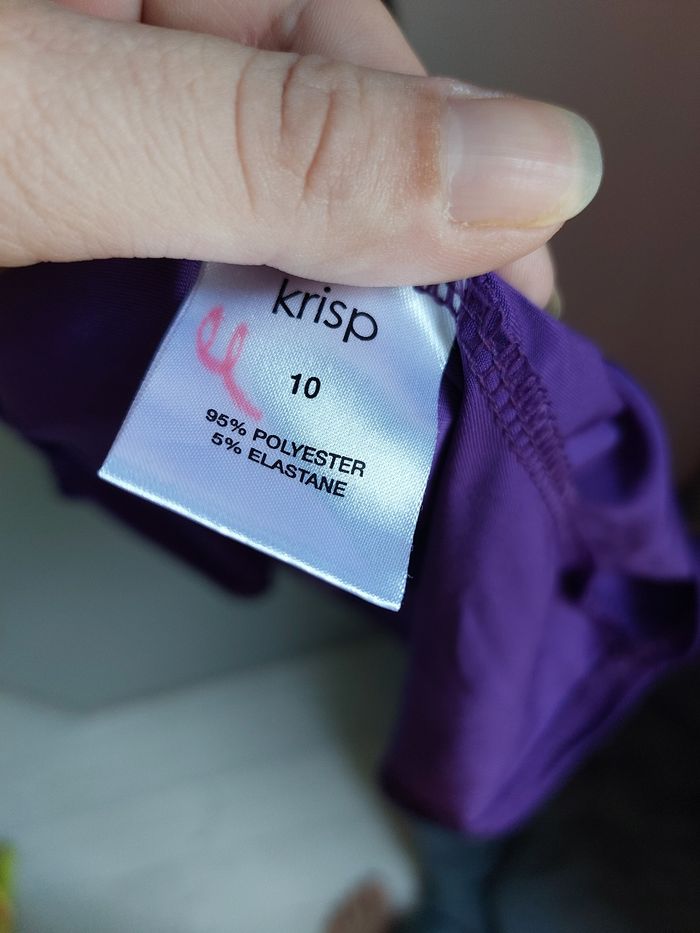 krisp
10
95% POLYESTER
5% ELASTANE